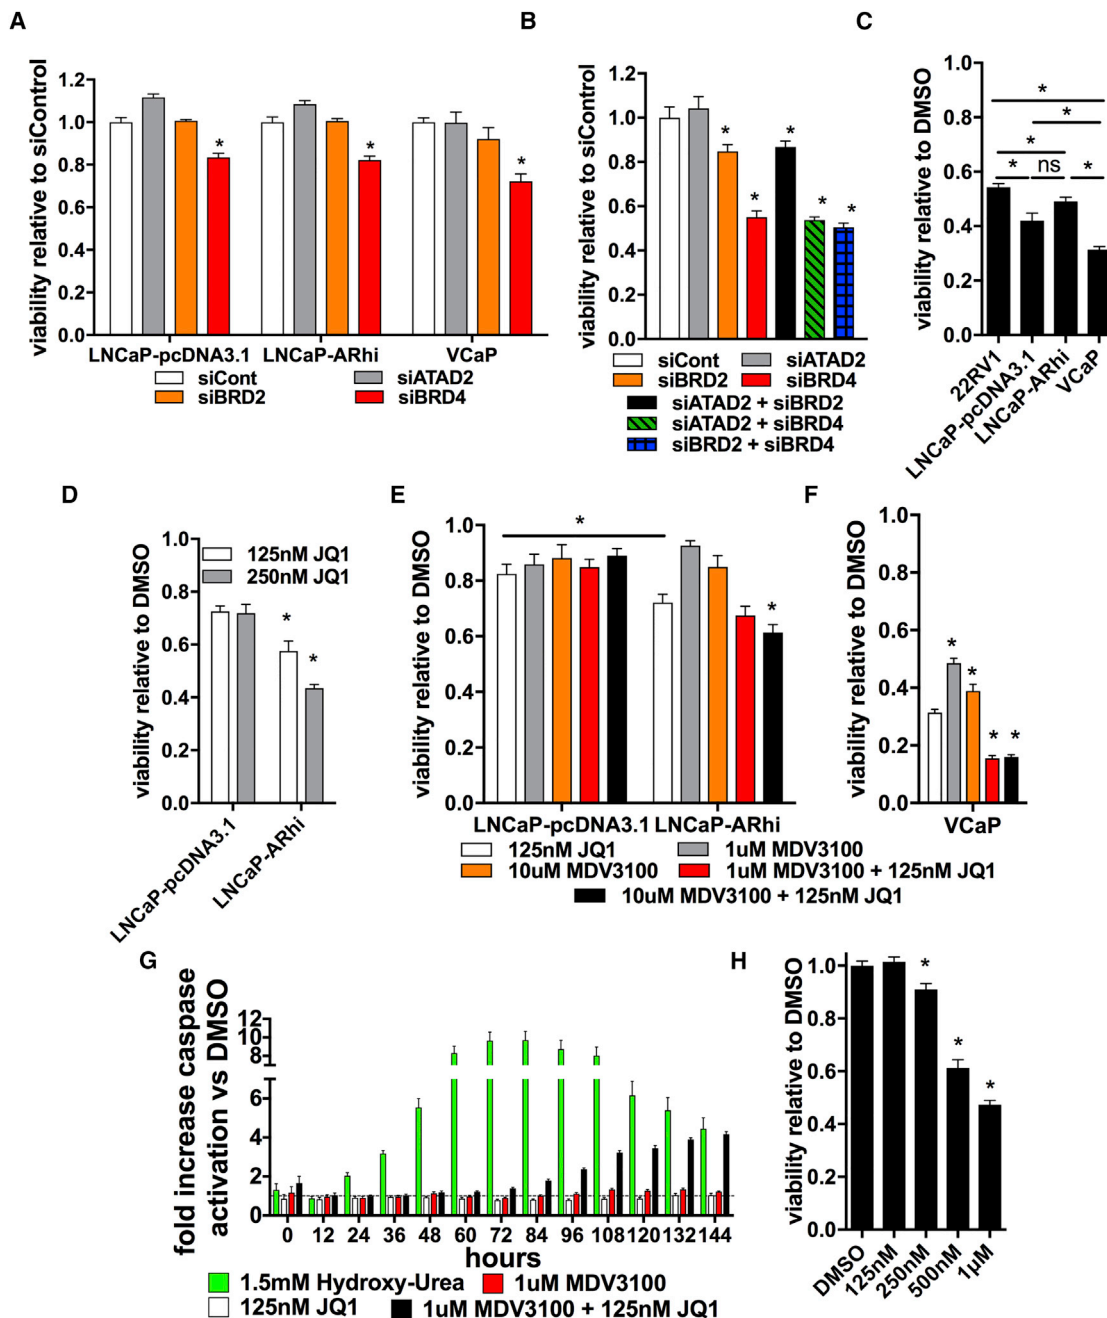 A
viability relative to siControl
1.2
1.0
0.8
0.6
0.4
0.2
0.0
*
*
*
LNCaP-pcDNA3.1
LNCaP-ARhi
VCaP
siCont
siATAD2
siBRD2
siBRD4
B
viability relative to siControl
1.2
1.0
0.8
0.6
0.4
0.2
0.0
*
*
*
*
*
siCont
siATAD2
siBRD2
siBRD4
siATAD2 + siBRD2
siATAD2 + siBRD4
siBRD2 + siBRD4
C
viability relative to DMSO
1.0
0.8
0.6
0.4
0.2
0.0
*
*
*
*
ns
*
22RV1
LNCaP-pcDNA3.1
LNCaP-ARhi
VCaP
D
viability relative to DMSO
1.0
0.8
0.6
0.4
0.2
0.0
125nM JQ1
250nM JQ1
*
*
LNCaP-pcDNA3.1
LNCaP-ARhi
E
viability relative to DMSO
1.0
0.8
0.6
0.4
0.2
0.0
*
*
LNCaP-pcDNA3.1
LNCaP-ARhi
125nM JQ1
1uM MDV3100
10uM MDV3100
1uM MDV3100 + 125nM JQ1
10uM MDV3100 + 125nM JQ1
F
viability relative to DMSO
1.0
0.8
0.6
0.4
0.2
0.0
*
*
*
*
VCaP
G
fold increase caspase
activation vs DMSO
12
10
8
6
4
2
0
0 12 24 36 48 60 72 84 96 108 120 132 144
hours
1.5mM Hydroxy-Urea
1uM MDV3100
125nM JQ1
1uM MDV3100 + 125nM JQ1
H
viability relative to DMSO
1.0
0.8
0.6
0.4
0.2
0.0
*
*
*
DMSO
125nM
250nM
500nM
1µM